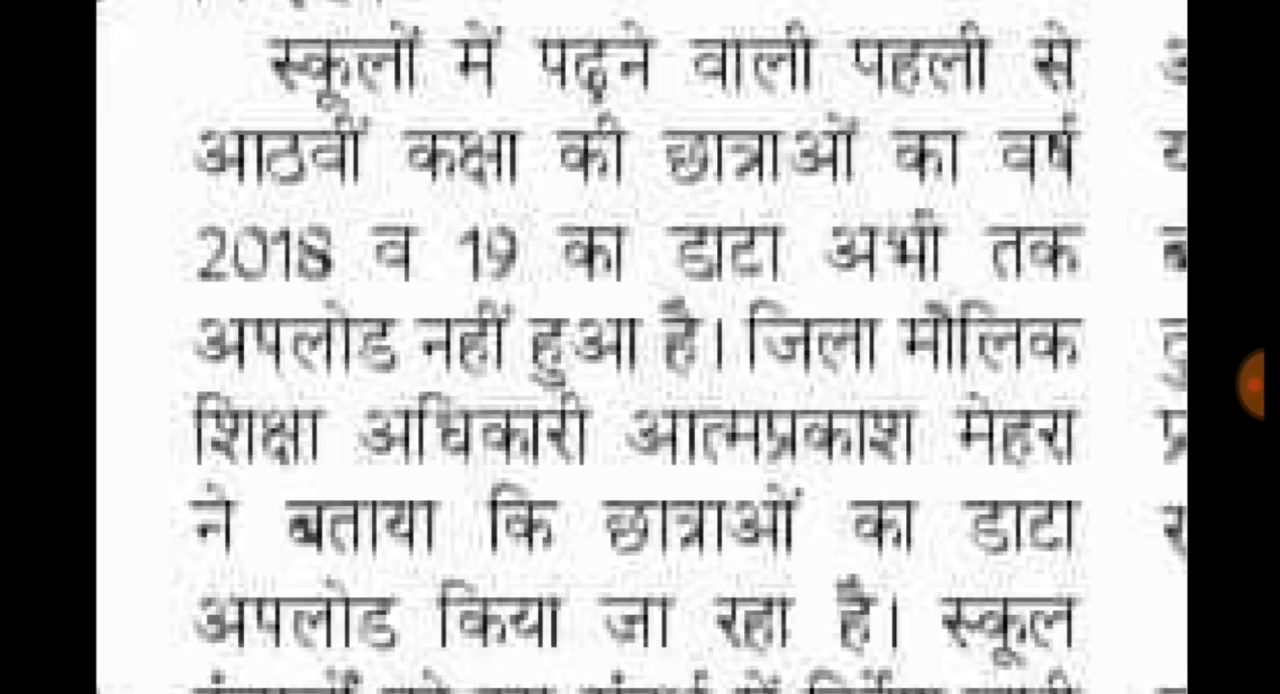 स्कूलों में पढ़ने वाली पहली से
आठवीं कक्षा की छात्राओं का वर्ष
2018 व 19 का डाटा अभी तक
अपलोड नहीं हुआ है। जिला मौलिक
शिक्षा अधिकारी आत्मप्रकाश मेहरा
ने बताया कि छात्राओं का डाटा
अपलोड किया जा रहा है। स्कूल